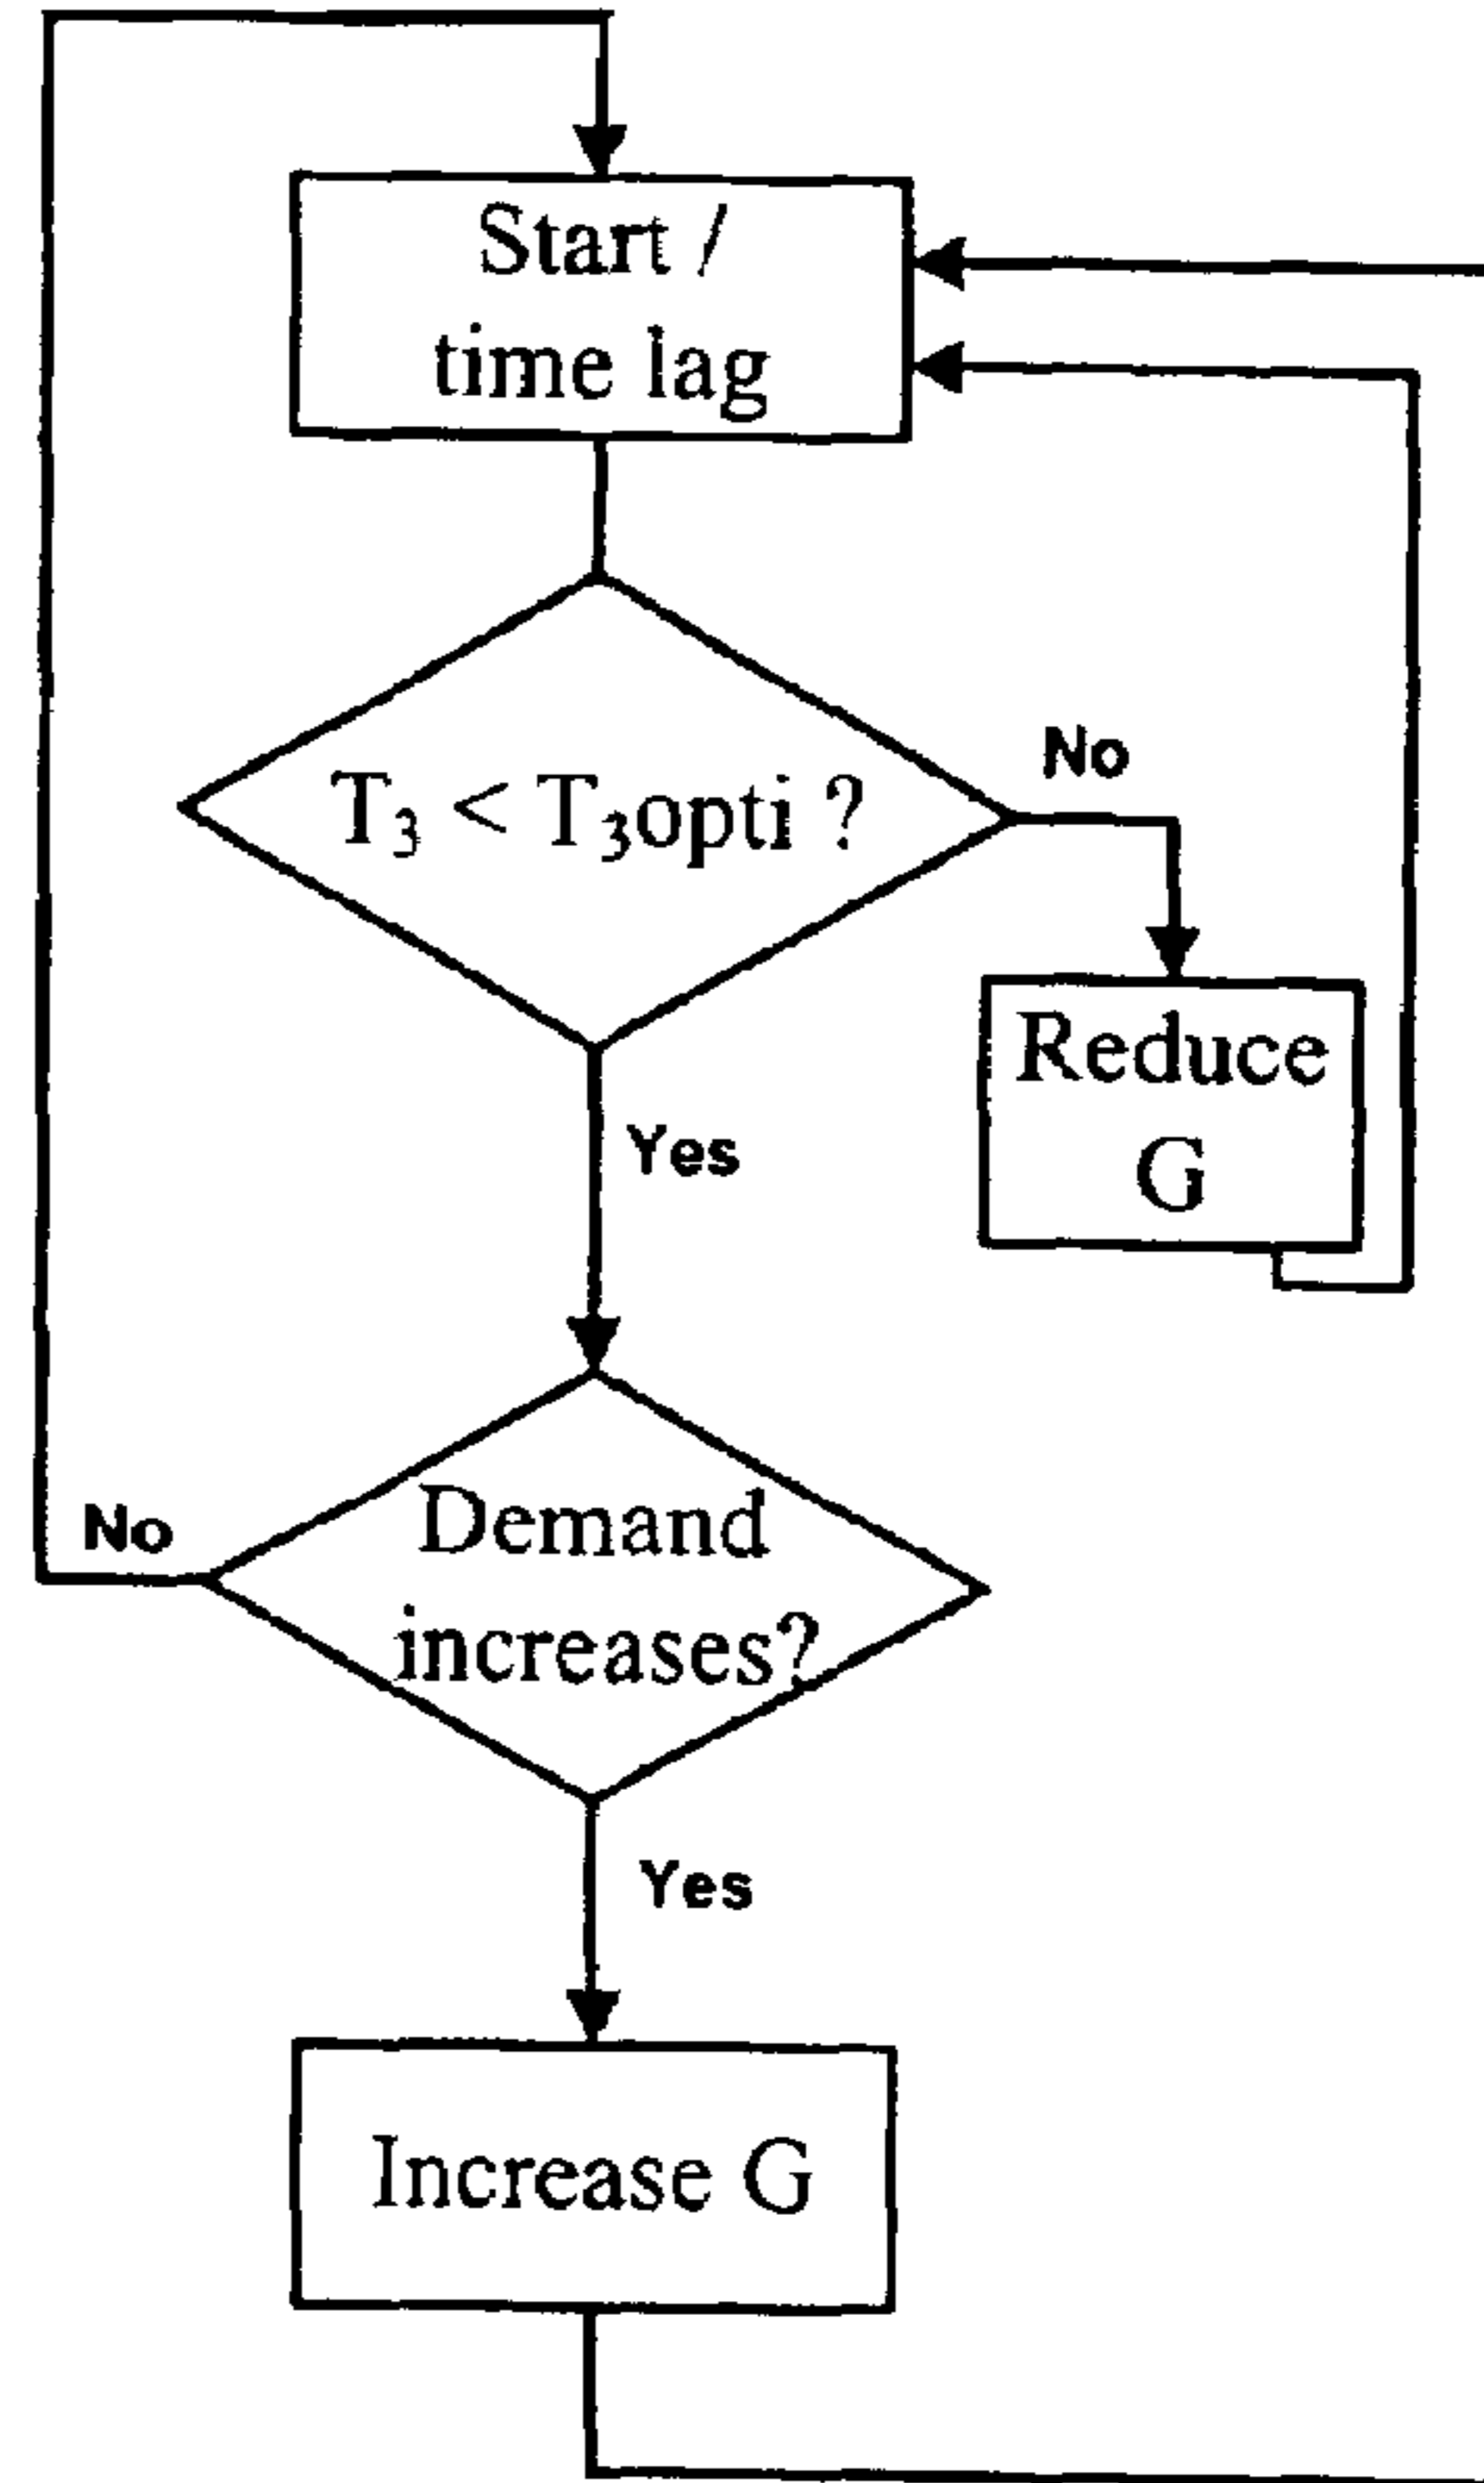 Start /
time lag
T₃ < T₃opti ?
No
Reduce
G
Yes
Demand
increases?
No
Yes
Increase G